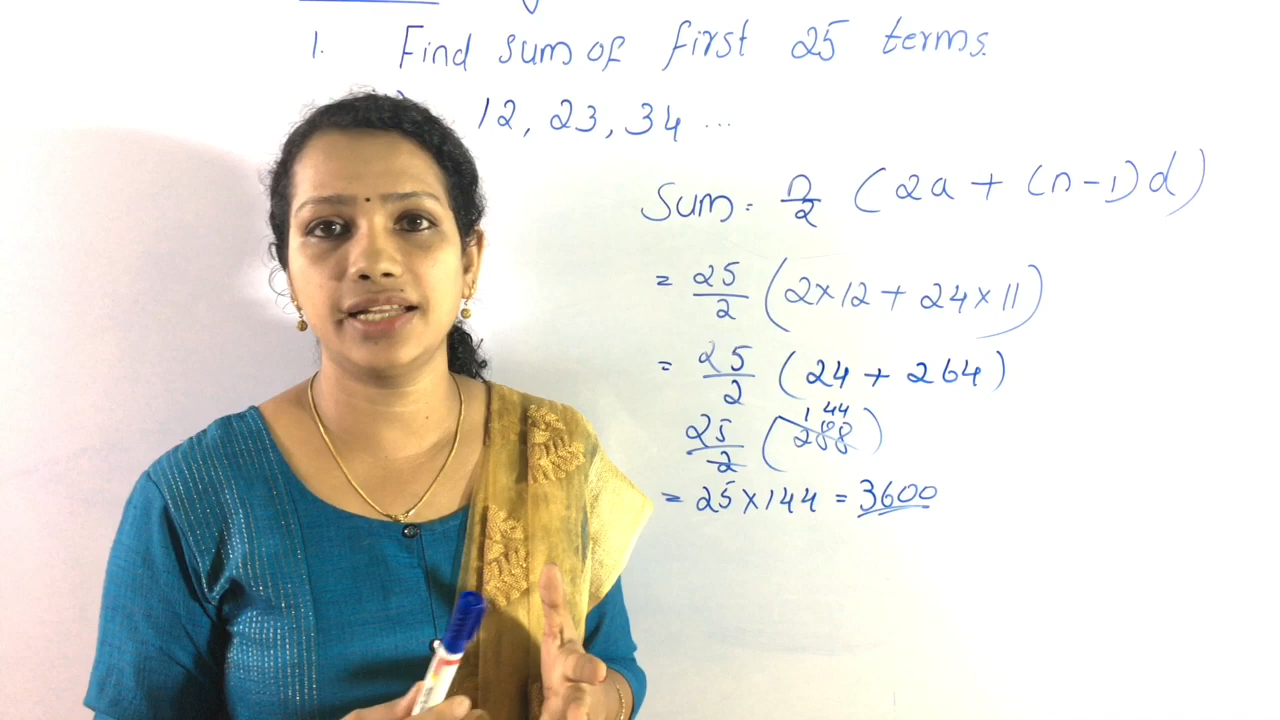 1. Find sum of first 25 terms.
12, 23, 34 ...
Sum = n/2 (2a + (n-1)d)
= 25/2 (2×12 + 24×11)
= 25/2 (24 + 264)
144
25/2 (288)
= 25×144 = 3600